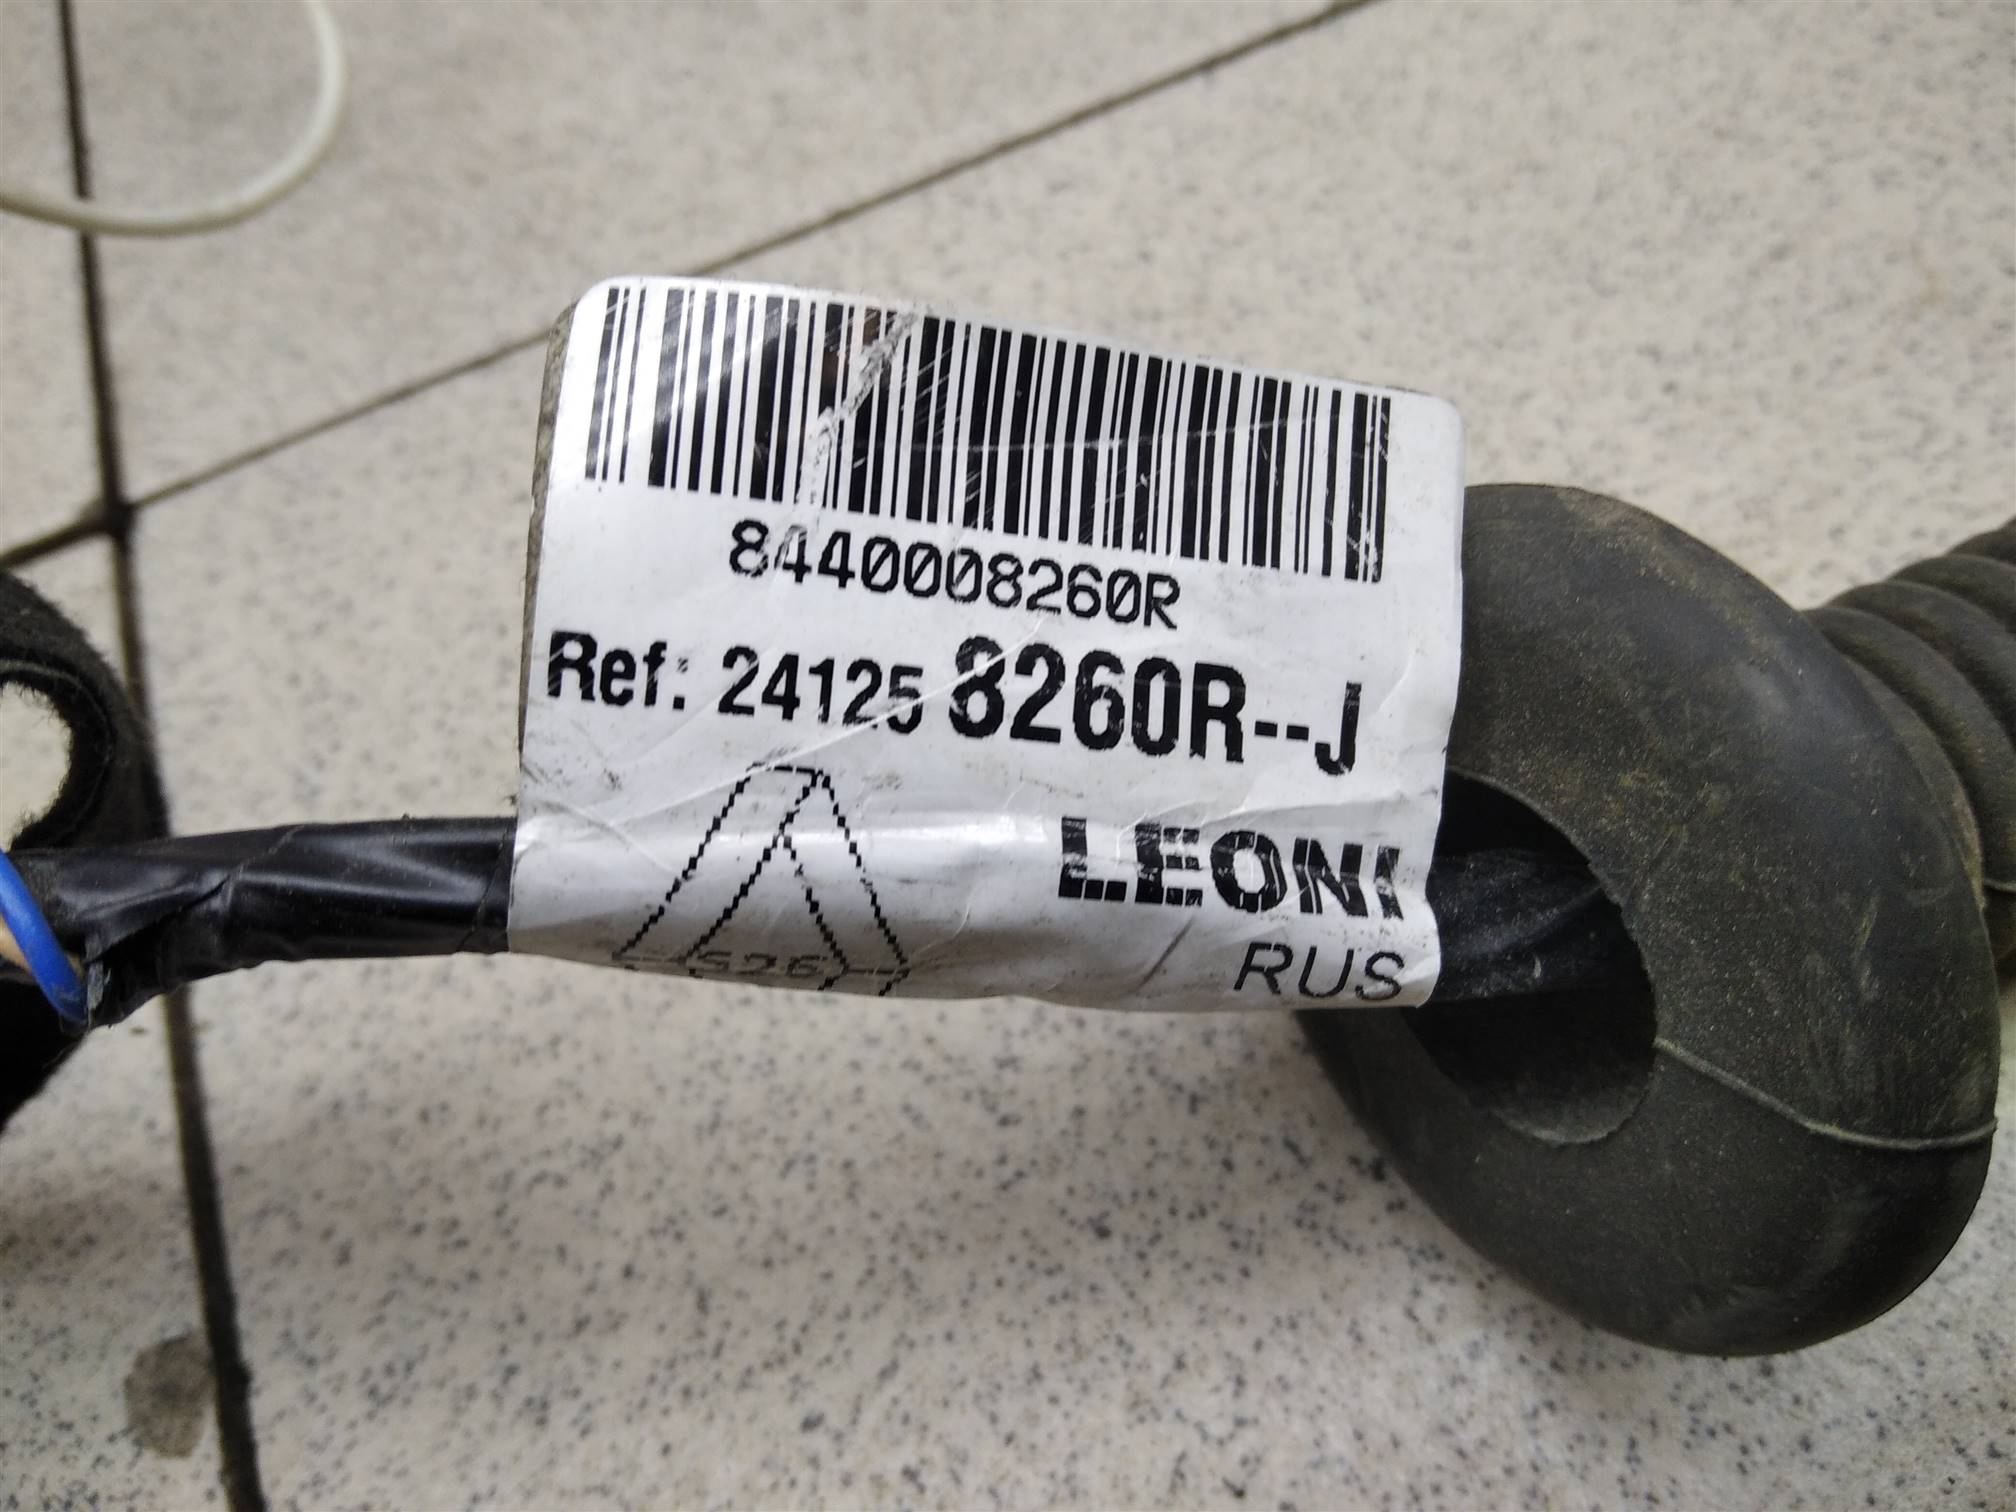 8440008260R
Ref: 24125 8260R--J
LEONI
RUS